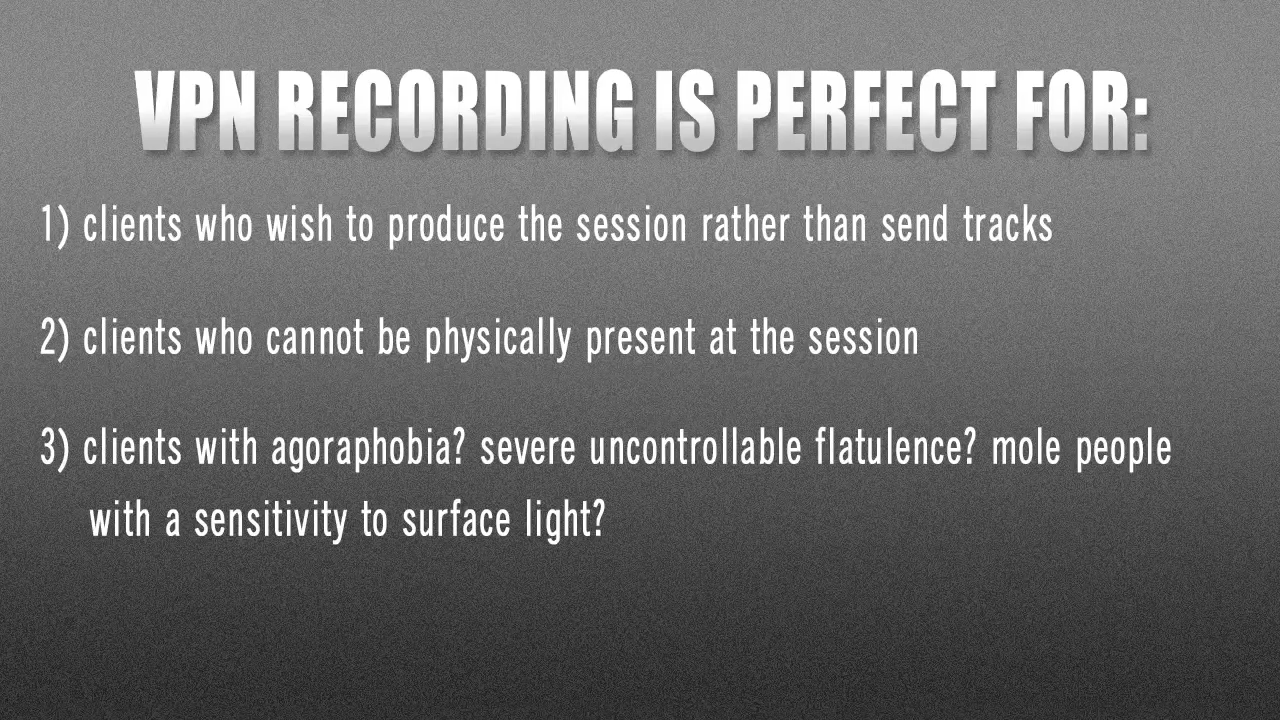 VPN RECORDING IS PERFECT FOR:
1) clients who wish to produce the session rather than send tracks
2) clients who cannot be physically present at the session
3) clients with agoraphobia? severe uncontrollable flatulence? mole people
with a sensitivity to surface light?